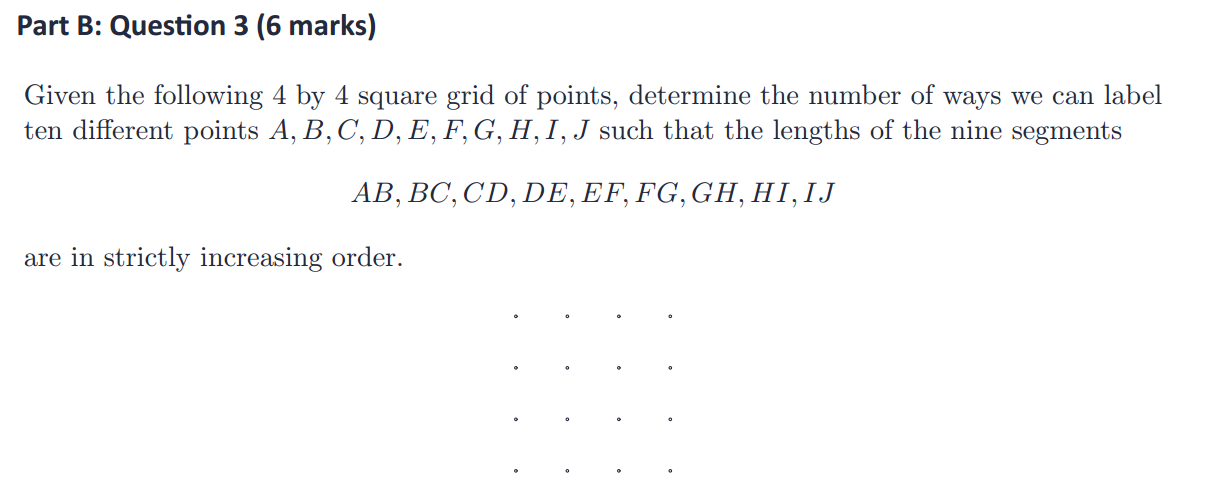 Part B: Question 3 (6 marks)
Given the following 4 by 4 square grid of points, determine the number of ways we can label
ten different points A, B, C, D, E, F, G, H, I, J such that the lengths of the nine segments
AB, BC, CD, DE, EF, FG, GH, HI, IJ
are in strictly increasing order.